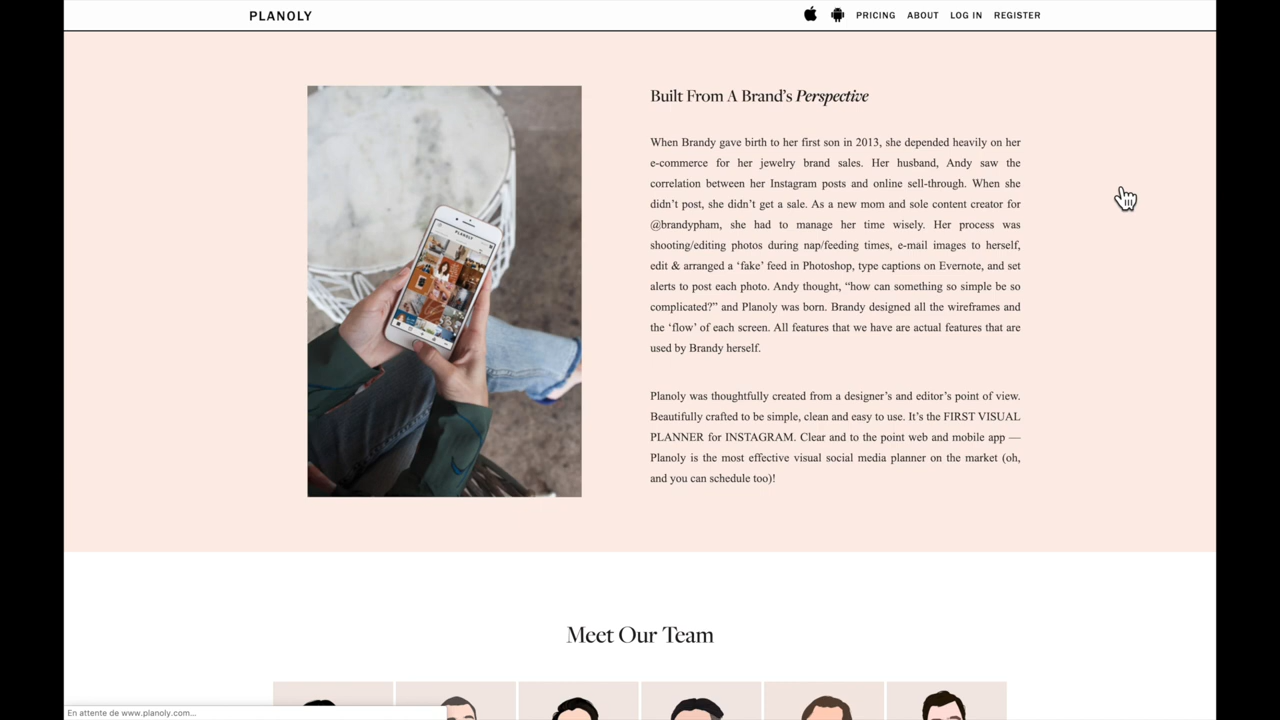 PLANOLY
PRICING ABOUT LOG IN REGISTER
Built From A Brand's Perspective
When Brandy gave birth to her first son in 2013, she depended heavily on her
e-commerce for her jewelry brand sales. Her husband, Andy saw the
correlation between her Instagram posts and online sell-through. When she
didn’t post, she didn’t get a sale. As a new mom and sole content creator for
@brandypham, she had to manage her time wisely. Her process was
shooting/editing photos during nap/feeding times, e-mail images to herself,
edit & arranged a ‘fake’ feed in Photoshop, type captions on Evernote, and set
alerts to post each photo. Andy thought, “how can something so simple be so
complicated?” and Planoly was born. Brandy designed all the wireframes and
the ‘flow’ of each screen. All features that we have are actual features that are
used by Brandy herself.
Planoly was thoughtfully created from a designer’s and editor’s point of view.
Beautifully crafted to be simple, clean and easy to use. It’s the FIRST VISUAL
PLANNER for INSTAGRAM. Clear and to the point web and mobile app —
Planoly is the most effective visual social media planner on the market (oh,
and you can schedule too)!
PLANOLY
Meet Our Team
En attente de www.planoly.com...